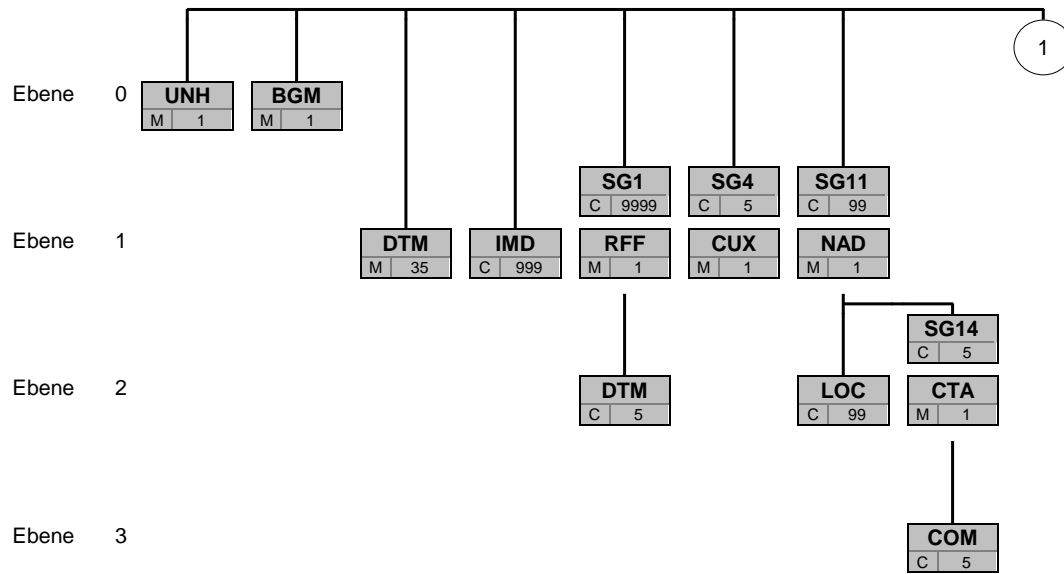 1
Ebene 0 UNH BGM
M 1 M 1
SG1 SG4 SG11
C 9999 C 5 C 99
Ebene 1 DTM IMD RFF CUX NAD
M 35 C 999 M 1 M 1 M 1
SG14
C 5
Ebene 2 DTM LOC CTA
C 5 C 99 M 1
Ebene 3 COM
C 5